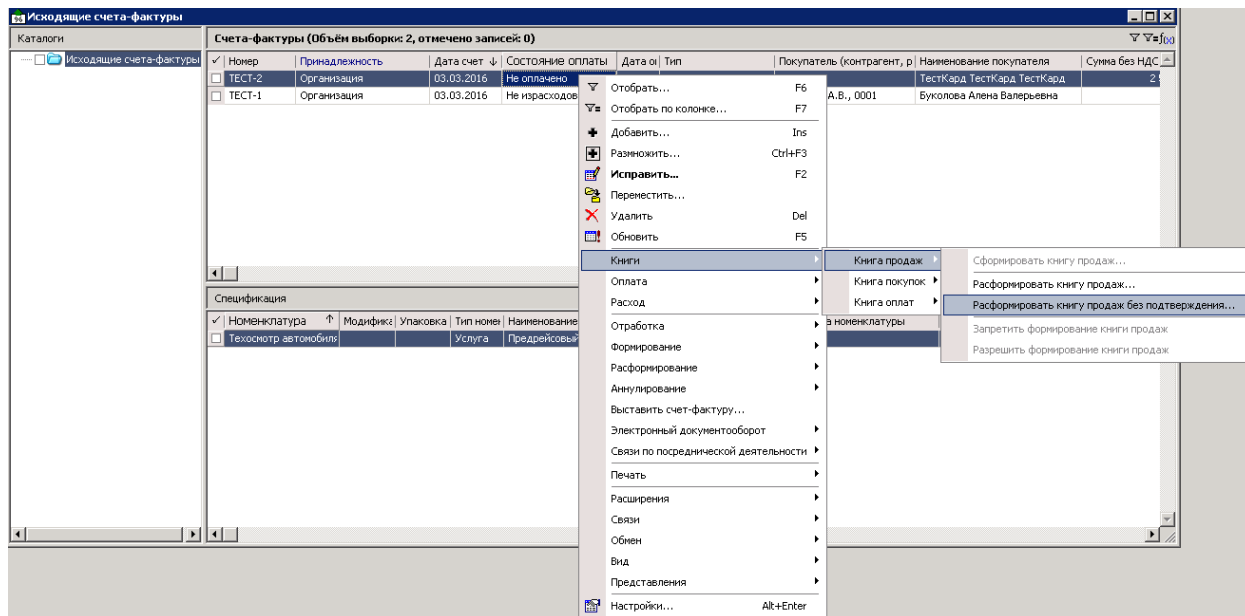 Исходящие счета-фактуры
Каталоги
Счета-фактуры (Объём выборки: 2, отмечено записей: 0)
Исходящие счета-фактуры
Номер Принадлежность Дата счет Состояние оплаты Дата о Тип Покупатель (контрагент, р Наименование покупателя Сумма без НДС
ТЕСТ-2 Организация 03.03.2016 Не оплачено ТестКард ТестКард ТестКард 2
ТЕСТ-1 Организация 03.03.2016 Не израсходов А.В., 0001 Буколова Алена Валерьевна
Отобрать... F6
Отобрать по колонке... F7
Добавить... Ins
Размножить... Ctrl+F3
Исправить... F2
Переместить...
Удалить Del
Обновить F5
Книги
Оплата
Расход
Отработка
Формирование
Расформирование
Аннулирование
Выставить счет-фактуру...
Электронный документооборот
Связи по посреднической деятельности
Печать
Расширения
Связи
Обмен
Вид
Представления
Настройки... Alt+Enter
Книга продаж
Книга покупок
Книга оплат
Сформировать книгу продаж...
Расформировать книгу продаж...
Расформировать книгу продаж без подтверждения...
Запретить формирование книги продаж
Разрешить формирование книги продаж
Спецификация
Номенклатура Модифика Упаковка Тип номен Наименование а номенклатуры
Техосмотр автомобиля Услуга Предрейсовый